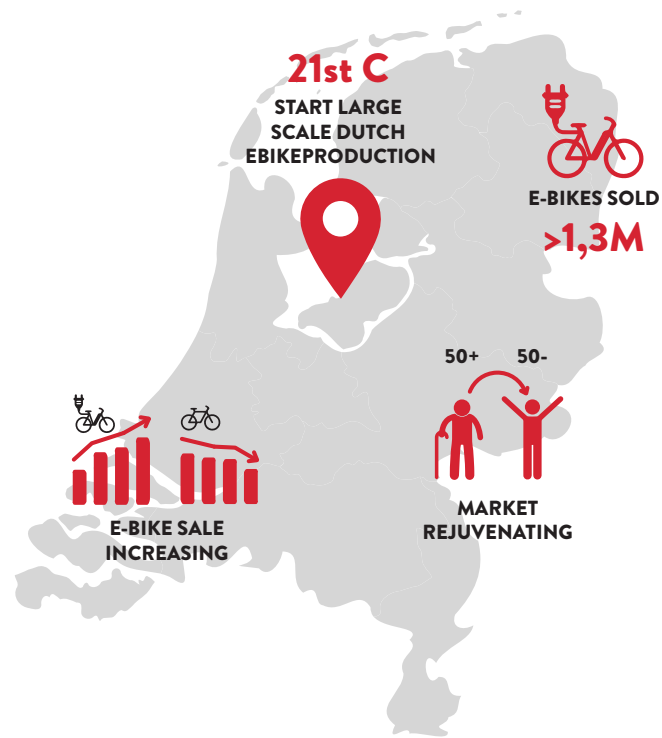 21st C
START LARGE
SCALE DUTCH
EBIKEPRODUCTION
E-BIKES SOLD
>1,3M
50+ 50-
MARKET
REJUVENATING
E-BIKE SALE
INCREASING